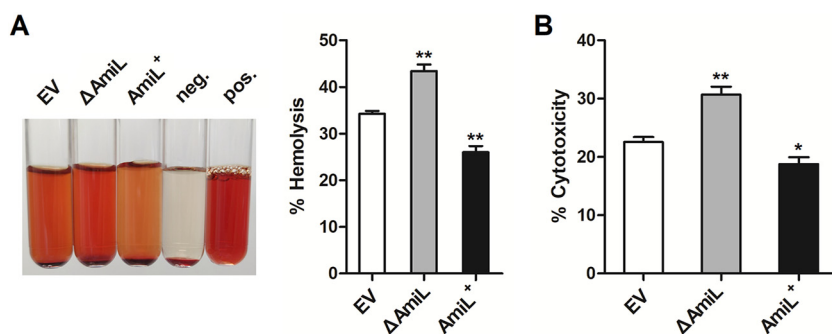 A
EV
ΔAmiL
AmiL+
neg.
pos.
% Hemolysis
50
40
30
20
10
0
**
**
EV
ΔAmiL
AmiL+
B
% Cytotoxicity
40
30
20
10
0
**
*
EV
ΔAmiL
AmiL+